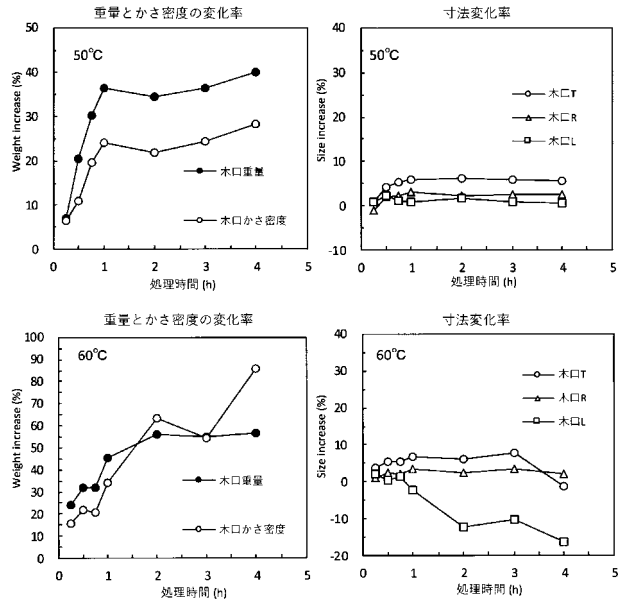 重量とかさ密度の変化率
50℃
Weight increase (%)
50
40
30
20
10
0
木口重量
木口かさ密度
0 1 2 3 4 5
処理時間 (h)
寸法変化率
50℃
Size increase (%)
40
30
20
10
0
-10
木口T
木口R
木口L
0 1 2 3 4 5
処理時間 (h)
重量とかさ密度の変化率
60℃
Weight increase (%)
100
90
80
70
60
50
40
30
20
10
0
木口重量
木口かさ密度
0 1 2 3 4 5
処理時間 (h)
寸法変化率
60℃
Size increase (%)
40
30
20
10
0
-10
-20
木口T
木口R
木口L
0 1 2 3 4 5
処理時間 (h)